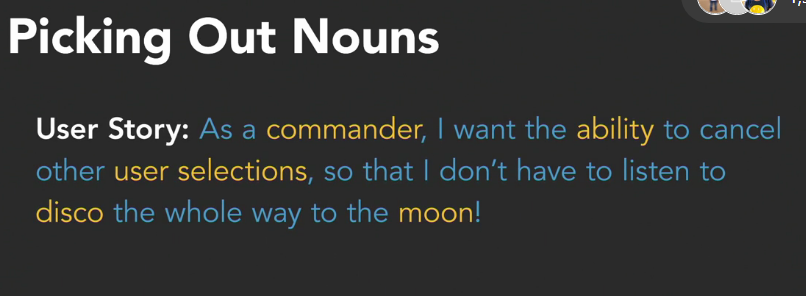 Picking Out Nouns
User Story: As a commander, I want the ability to cancel
other user selections, so that I don’t have to listen to
disco the whole way to the moon!